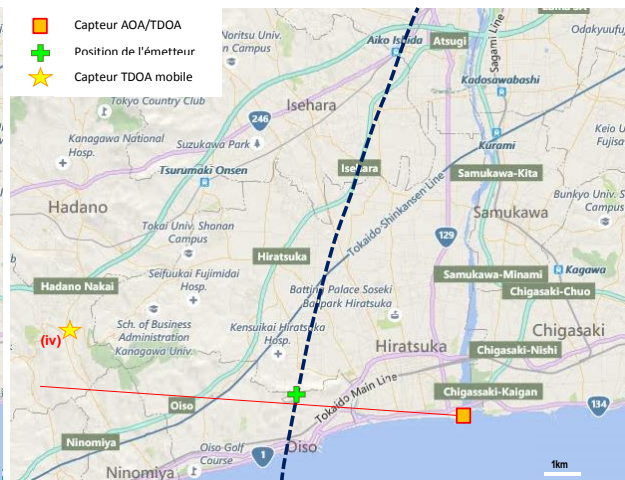 Capteur AOA/TDOA
Position de l'émetteur
Capteur TDOA mobile
Noritsu Univ.
Hosp.
Aiko Ishida
Atsugi
Sagami Line
Odakyuufuj
Kadosawabashi
Tokyo Country Club
Isehara
246
Kanagawa National
Hosp.
Suzukawa Park
Kurami
Keio U
Fujisa
Tsurumaki Onsen
Isehara
Samukawa-Kita
Tokaido Shinkansen Line
Bunkyo Univ. S
Campus
Hadano
Samukawa
Tokai Univ. Shonan
Campus
129
Hiratsuka
Seifuukai Fujimidai
Hosp.
Samukawa-Minami
Kagawa
Hadano Nakai
Batting Palace Soseki
Batpark Hiratsuka
Chigasaki-Chuo
(iv)
Sch. of Business
Administration
Kanagawa Univ.
Kensuikai Hiratsuka
Hosp.
Hiratsuka
Chigasaki
Chigasaki-Nishi
Tokaido Main Line
Chigassaki-Kaigan
Oiso
134
Ninomiya
Oiso Golf
Course
1
Oiso
Ninomiya
1km